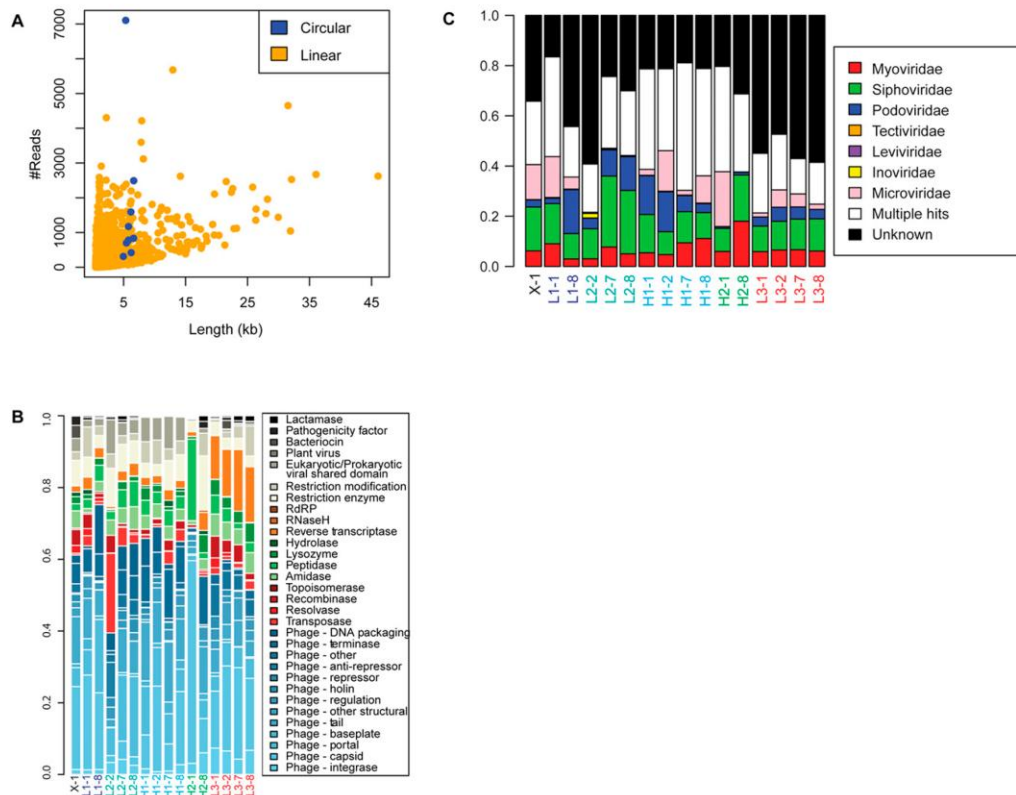 A
Circular
Linear
#Reads
7000
5000
3000
1000
0
5
15
25
35
45
Length (kb)
C
1.0
0.8
0.6
0.4
0.2
0.0
X-1
L1-1
L1-8
L2-2
L2-7
L2-8
H1-1
H1-2
H1-7
H1-8
H2-1
H2-8
L3-1
L3-2
L3-7
L3-8
Myoviridae
Siphoviridae
Podoviridae
Tectiviridae
Leviviridae
Inoviridae
Microviridae
Multiple hits
Unknown
B
1.0
0.8
0.6
0.4
0.2
0.0
X-1
L1-1
L1-8
L2-2
L2-7
L2-8
H1-1
H1-2
H1-7
H1-8
H2-1
H2-8
L3-1
L3-2
L3-7
L3-8
Lactamase
Pathogenicity factor
Bacteriocin
Plant virus
Eukaryotic/Prokaryotic
viral shared domain
Restriction modification
Restriction enzyme
RdRP
RNaseH
Reverse transcriptase
Hydrolase
Lysozyme
Peptidase
Amidase
Topoisomerase
Recombinase
Resolvase
Transposase
Phage - DNA packaging
Phage - terminase
Phage - other
Phage - anti-repressor
Phage - repressor
Phage - holin
Phage - regulation
Phage - other structural
Phage - tail
Phage - baseplate
Phage - portal
Phage - capsid
Phage - integrase